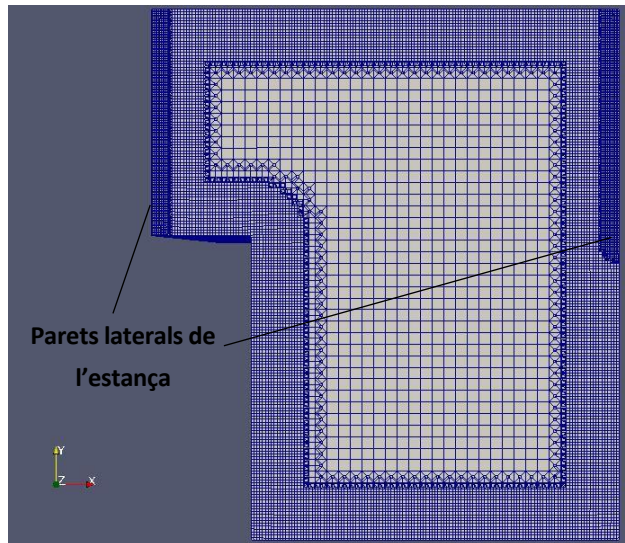 Parets laterals de
l’estança
Y
Z X